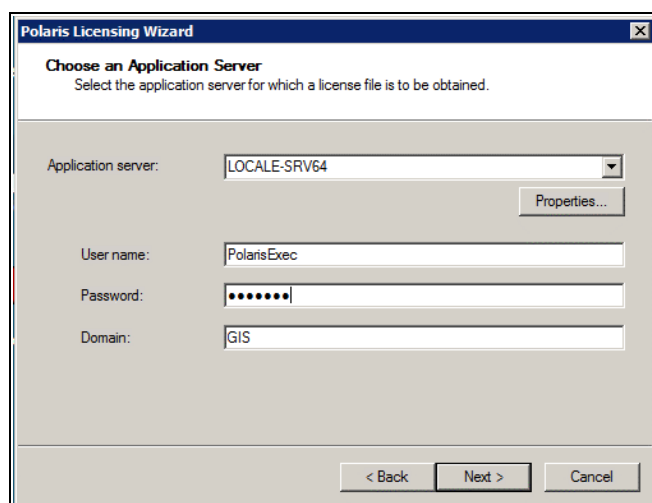 Polaris Licensing Wizard
Choose an Application Server
Select the application server for which a license file is to be obtained.
Application server:
LOCALE-SRV64
Properties...
User name:
PolarisExec
Password:
●●●●●●●
Domain:
GIS
< Back
Next >
Cancel